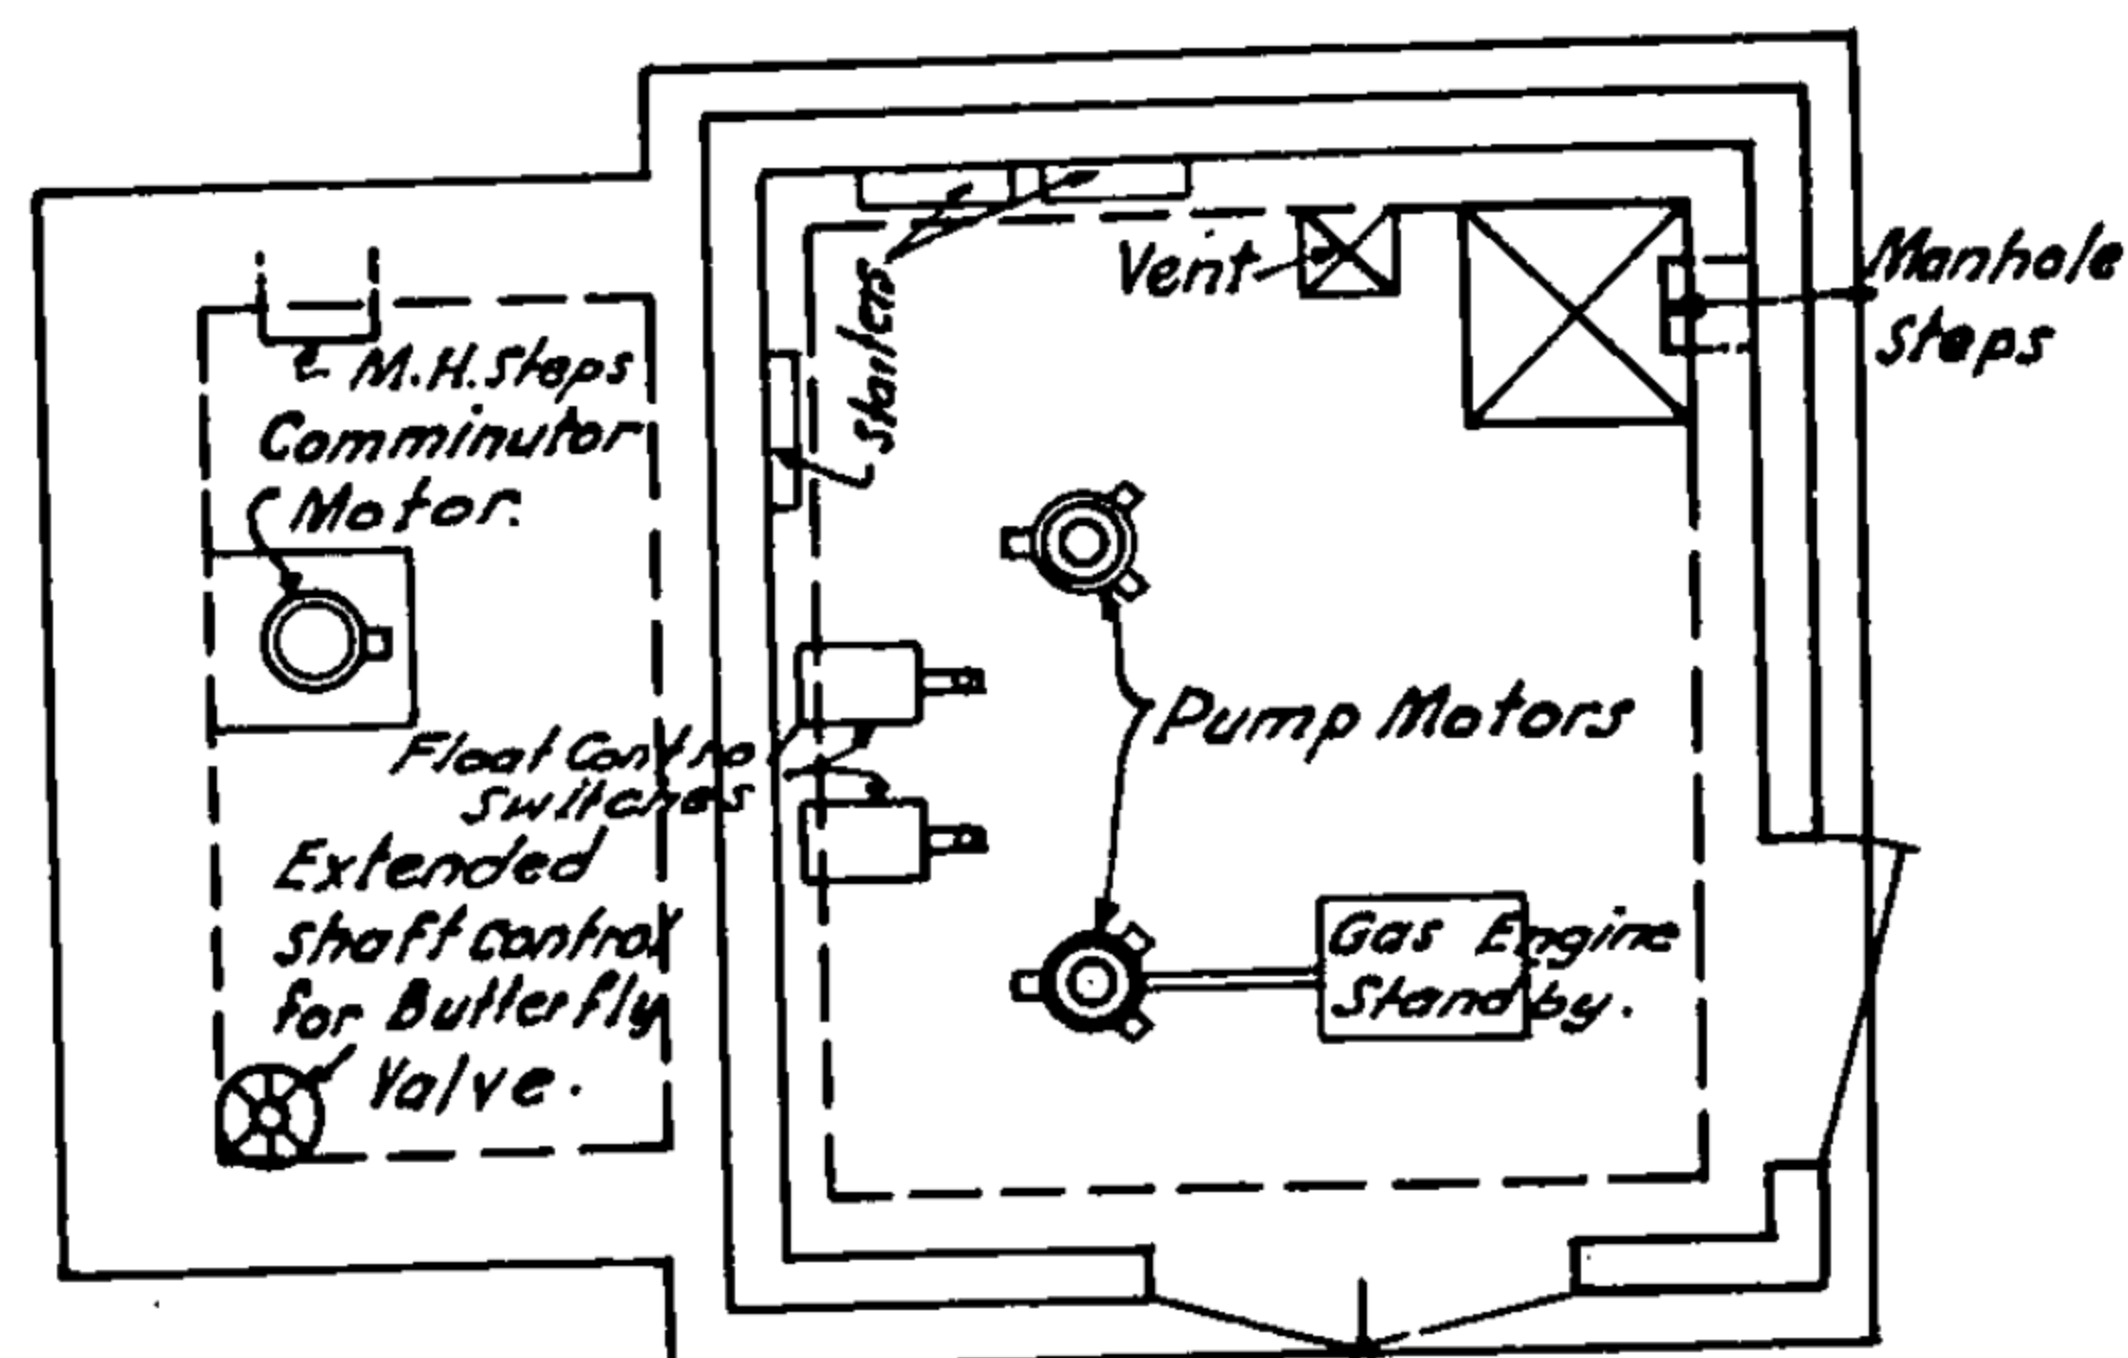 Vent
Manhole
Steps
Starters
M.H. Steps
Comminutor
Motor.
Pump Motors
Float Contro
Switches
Extended
Shaft Control
for Butterfly
Valve.
Gas Engine
Stand by.